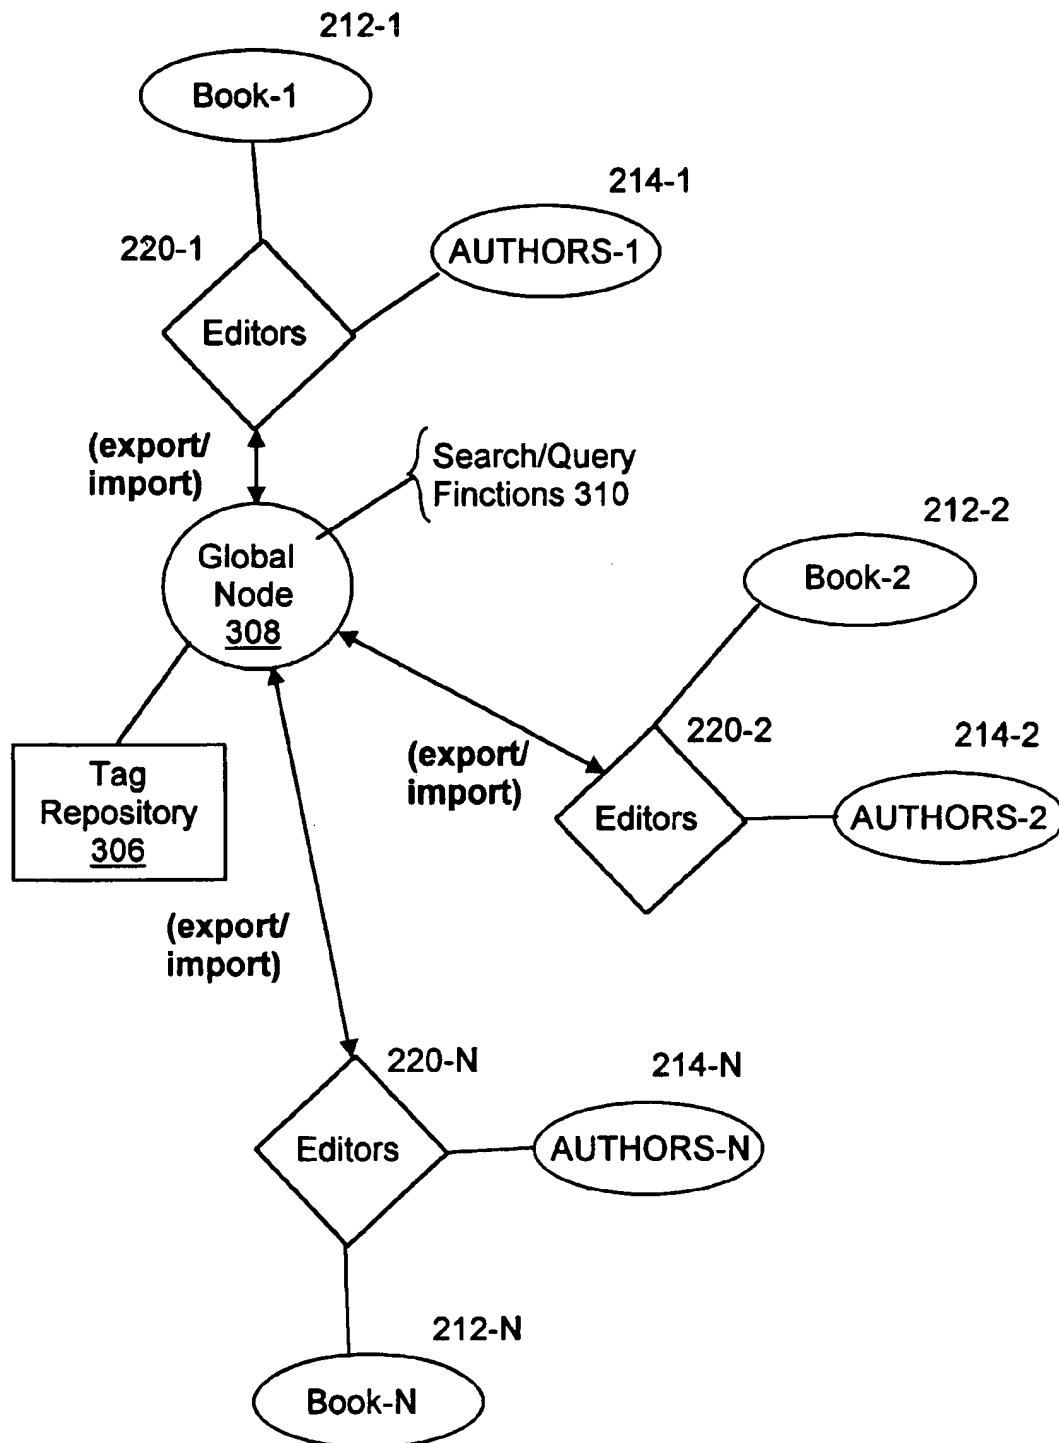 212-1
Book-1
214-1
220-1
AUTHORS-1
Editors
(export/
import)
Search/Query
Finctions 310
Global
Node
308
212-2
Book-2
220-2
214-2
(export/
import)
Editors
AUTHORS-2
Tag
Repository
306
(export/
import)
220-N
214-N
Editors
AUTHORS-N
212-N
Book-N